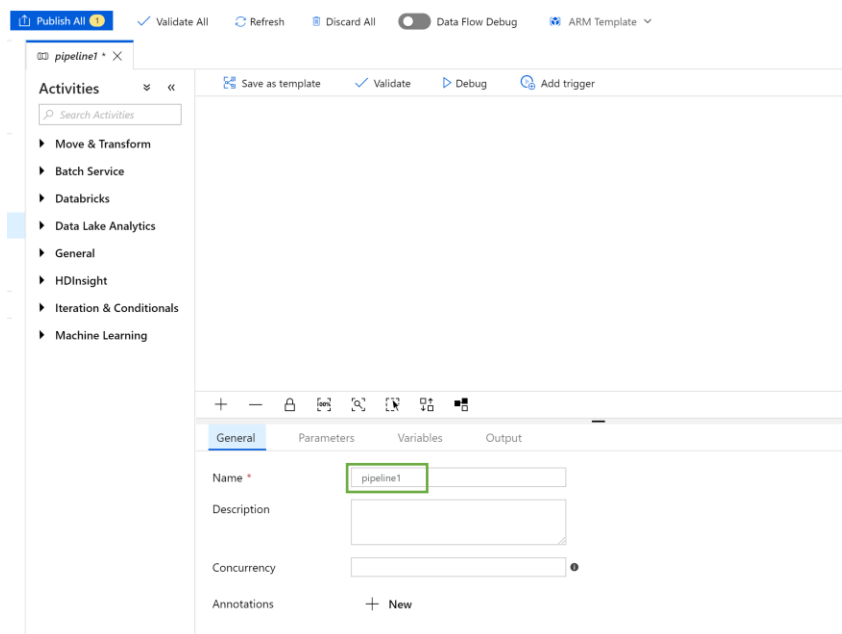 Publish All 1 Validate All Refresh Discard All Data Flow Debug ARM Template
pipeline1 *
Activities
Save as template Validate Debug Add trigger
Search Activities
Move & Transform
Batch Service
Databricks
Data Lake Analytics
General
HDInsight
Iteration & Conditionals
Machine Learning
100%
General Parameters Variables Output
Name * pipeline1
Description
Concurrency
Annotations New